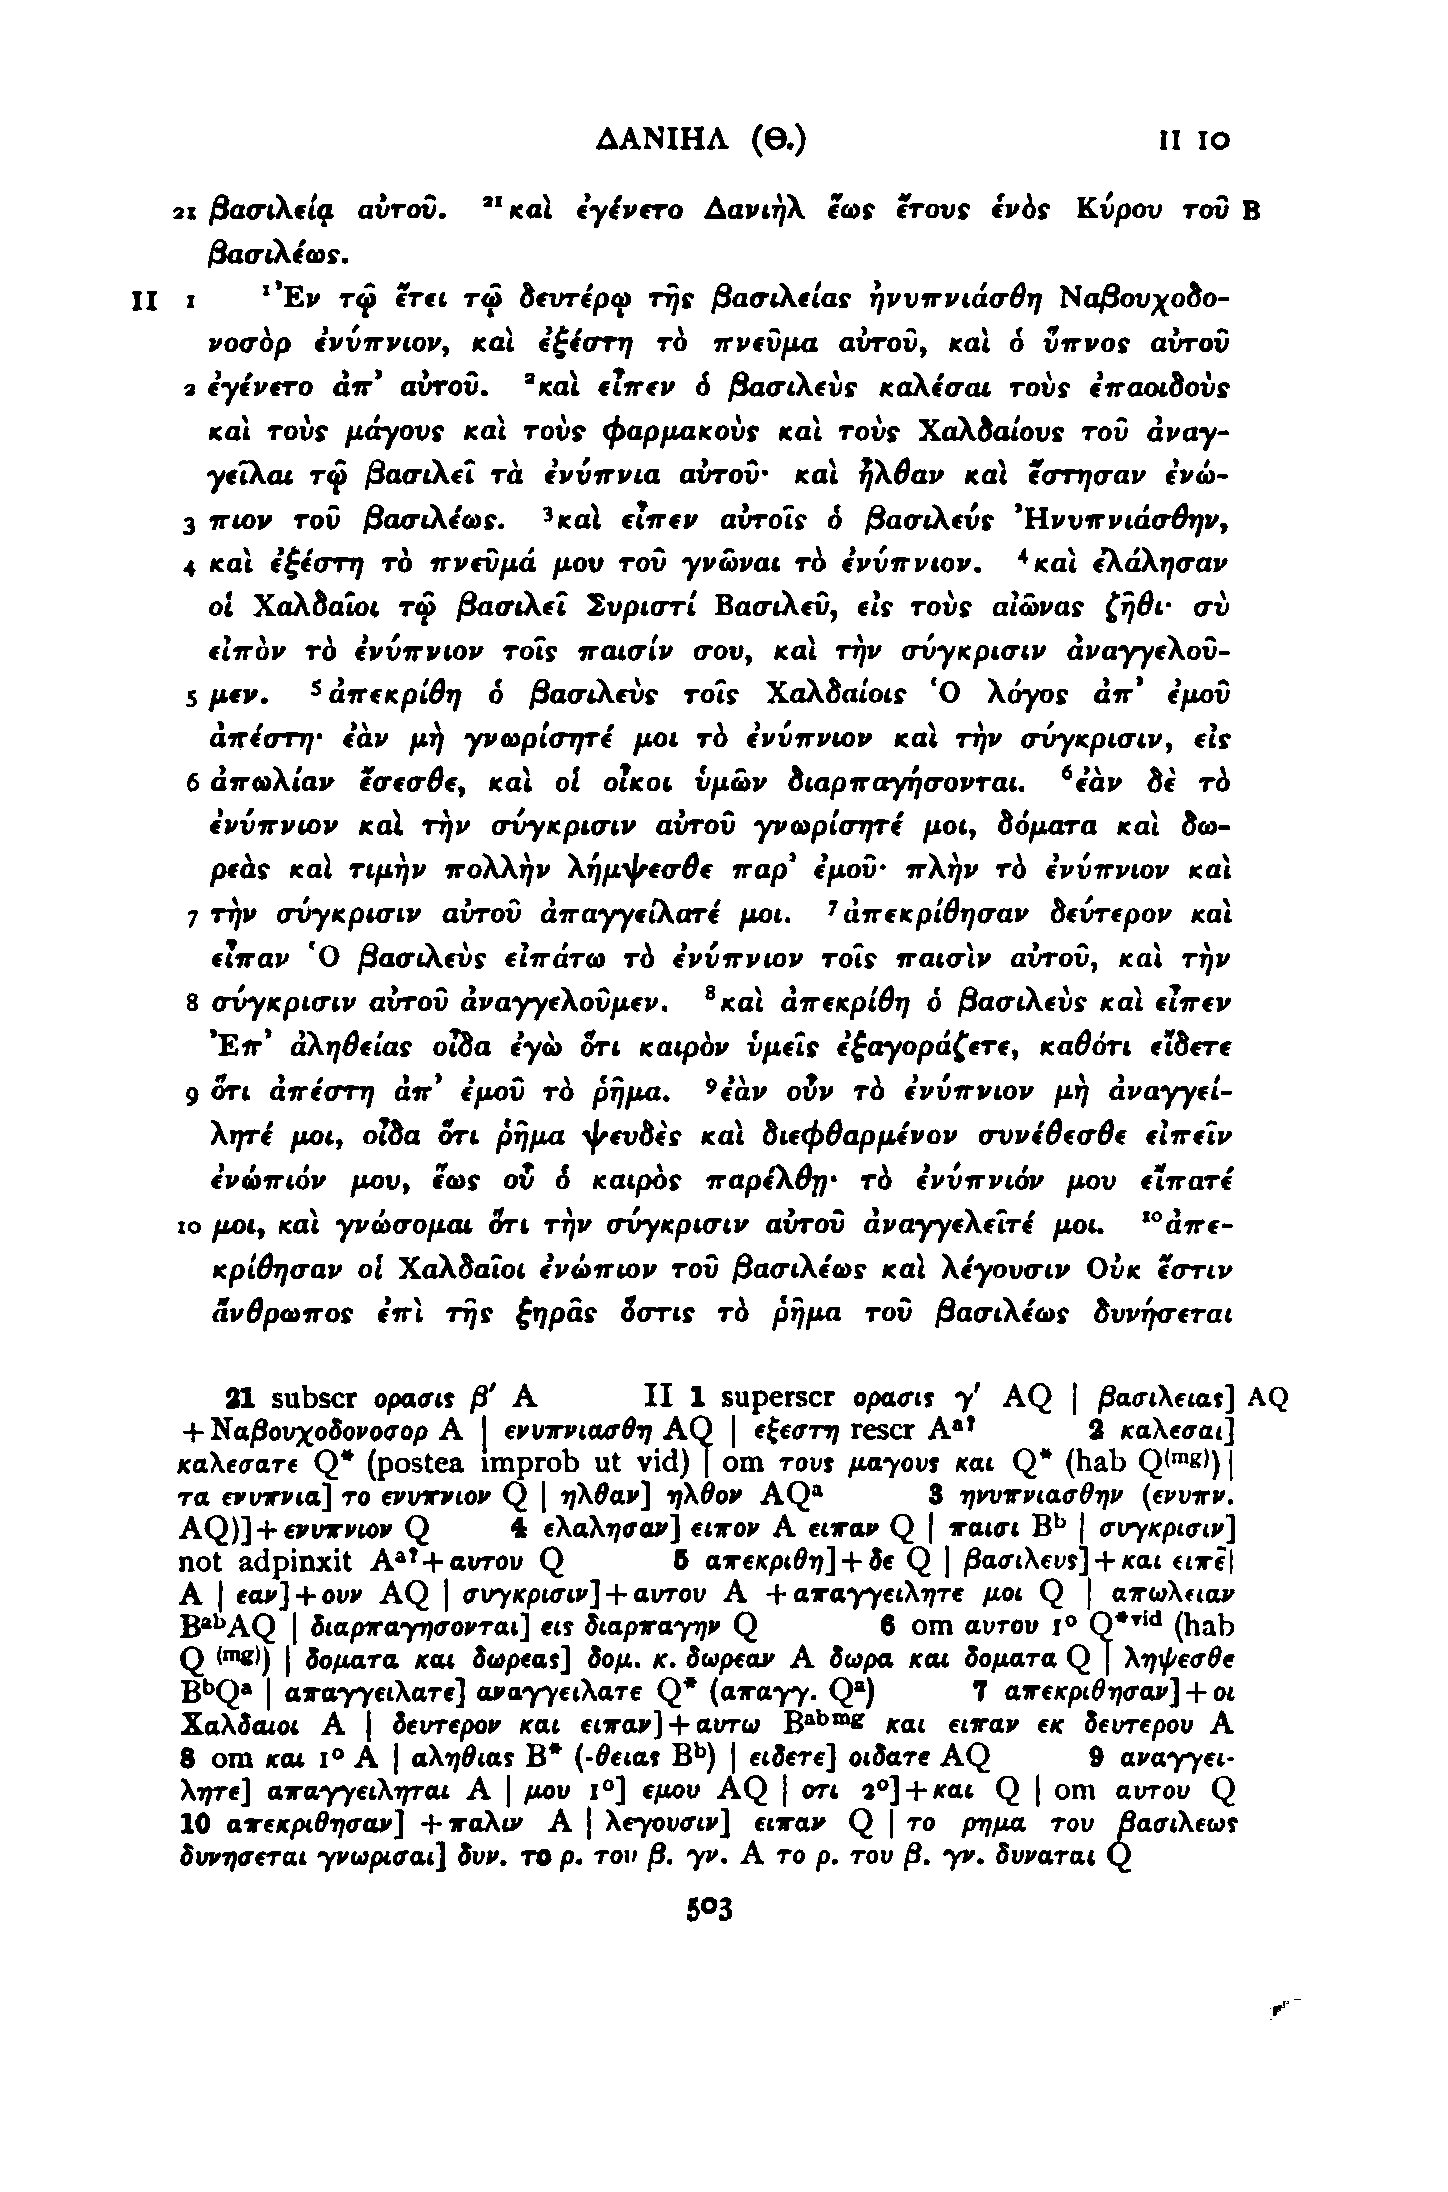 ΔΑΝΙΗΛ (Θ.) II 10
21 βασιλείᾳ αὐτοῦ. ²¹καὶ ἐγένετο Δανιὴλ ἕως ἔτους ἑνὸς Κύρου τοῦ B
βασιλέως.
II 1 ¹Ἐν τῷ ἔτει τῷ δευτέρῳ τῆς βασιλείας ἠνυπνιάσθη Ναβουχοδο-
νοσὸρ ἐνύπνιον, καὶ ἐξέστη τὸ πνεῦμα αὐτοῦ, καὶ ὁ ὕπνος αὐτοῦ
2 ἐγένετο ἀπ᾽ αὐτοῦ. ²καὶ εἶπεν ὁ βασιλεὺς καλέσαι τοὺς ἐπαοιδοὺς
καὶ τοὺς μάγους καὶ τοὺς φαρμακοὺς καὶ τοὺς Χαλδαίους τοῦ ἀναγ-
γεῖλαι τῷ βασιλεῖ τὰ ἐνύπνια αὐτοῦ· καὶ ἦλθαν καὶ ἔστησαν ἐνώ-
3 πιον τοῦ βασιλέως. ³καὶ εἶπεν αὐτοῖς ὁ βασιλεύς Ἠνυπνιάσθην,
4 καὶ ἐξέστη τὸ πνεῦμά μου τοῦ γνῶναι τὸ ἐνύπνιον. ⁴καὶ ἐλάλησαν
οἱ Χαλδαῖοι τῷ βασιλεῖ Συριστί Βασιλεῦ, εἰς τοὺς αἰῶνας ζῆθι· σὺ
εἰπὸν τὸ ἐνύπνιον τοῖς παισίν σου, καὶ τὴν σύγκρισιν ἀναγγελοῦ-
5 μεν. ⁵ἀπεκρίθη ὁ βασιλεὺς τοῖς Χαλδαίοις Ὁ λόγος ἀπ᾽ ἐμοῦ
ἀπέστη· ἐὰν μὴ γνωρίσητέ μοι τὸ ἐνύπνιον καὶ τὴν σύγκρισιν, εἰς
6 ἀπωλίαν ἔσεσθε, καὶ οἱ οἶκοι ὑμῶν διαρπαγήσονται. ⁶ἐὰν δὲ τὸ
ἐνύπνιον καὶ τὴν σύγκρισιν αὐτοῦ γνωρίσητέ μοι, δόματα καὶ δω-
ρεὰς καὶ τιμὴν πολλὴν λήμψεσθε παρ᾽ ἐμοῦ· πλὴν τὸ ἐνύπνιον καὶ
7 τὴν σύγκρισιν αὐτοῦ ἀπαγγείλατέ μοι. ⁷ἀπεκρίθησαν δεύτερον καὶ
εἶπαν Ὁ βασιλεὺς εἰπάτω τὸ ἐνύπνιον τοῖς παισὶν αὐτοῦ, καὶ τὴν
8 σύγκρισιν αὐτοῦ ἀναγγελοῦμεν. ⁸καὶ ἀπεκρίθη ὁ βασιλεὺς καὶ εἶπεν
Ἐπ᾽ ἀληθείας οἶδα ἐγὼ ὅτι καιρὸν ὑμεῖς ἐξαγοράζετε, καθότι εἴδετε
9 ὅτι ἀπέστη ἀπ᾽ ἐμοῦ τὸ ῥῆμα. ⁹ἐὰν οὖν τὸ ἐνύπνιον μὴ ἀναγγεί-
λητέ μοι, οἶδα ὅτι ῥῆμα ψευδὲς καὶ διεφθαρμένον συνέθεσθε εἰπεῖν
ἐνώπιόν μου, ἕως οὗ ὁ καιρὸς παρέλθῃ· τὸ ἐνύπνιόν μου εἴπατέ
10 μοι, καὶ γνώσομαι ὅτι τὴν σύγκρισιν αὐτοῦ ἀναγγελεῖτέ μοι. ¹⁰ἀπε-
κρίθησαν οἱ Χαλδαῖοι ἐνώπιον τοῦ βασιλέως καὶ λέγουσιν Οὐκ ἔστιν
ἄνθρωπος ἐπὶ τῆς ξηρᾶς ὅστις τὸ ῥῆμα τοῦ βασιλέως δυνήσεται
21 subscr ορασις β′ A II 1 superscr ορασις γ′ AQ | βασιλειας] AQ
+Ναβουχοδονοσορ A | ενυπνιασθη AQ | εξεστη rescr Aᵃ? 2 καλεσαι]
καλεσατε Q* (postea improb ut vid) | om τους μαγους και Q* (hab Q⁽ᵐᵍ⁾) |
τα ενυπνια] το ενυπνιον Q | ηλθαν] ηλθον AQᵃ 3 ηνυπνιασθην (ενυπν.
AQ)]+ενυπνιον Q 4 ελαλησαν] ειπον A ειπαν Q | παισι Bᵇ | συγκρισιν]
not adpinxit Aᵃ?+αυτου Q 5 απεκριθη]+δε Q | βασιλευς]+και ειπε̄|
A | εαν]+ουν AQ | συγκρισιν]+αυτου A +απαγγειλητε μοι Q | απωλειαν
BᵃᵇAQ | διαρπαγησονται] εις διαρπαγην Q 6 om αυτου 1° Q*ᵛⁱᵈ (hab
Q ⁽ᵐᵍ⁾) | δοματα και δωρεας] δομ. κ. δωρεαν A δωρα και δοματα Q | ληψεσθε
BᵇQᵃ | απαγγειλατε] αναγγειλατε Q* (απαγγ. Qᵃ) 7 απεκριθησαν]+οι
Χαλδαιοι A | δευτερον και ειπαν]+αυτω Bᵃᵇᵐᵍ και ειπαν εκ δευτερου A
8 om και 1° A | αληθιας B* (-θειας Bᵇ) | ειδετε] οιδατε AQ 9 αναγγει-
λητε] απαγγειληται A | μου 1°] εμου AQ | οτι 2°]+και Q | om αυτου Q
10 απεκριθησαν] +παλιν A | λεγουσιν] ειπαν Q | το ρημα του βασιλεως
δυνησεται γνωρισαι] δυν. το ρ. του β. γν. A το ρ. του β. γν. δυναται Q
503